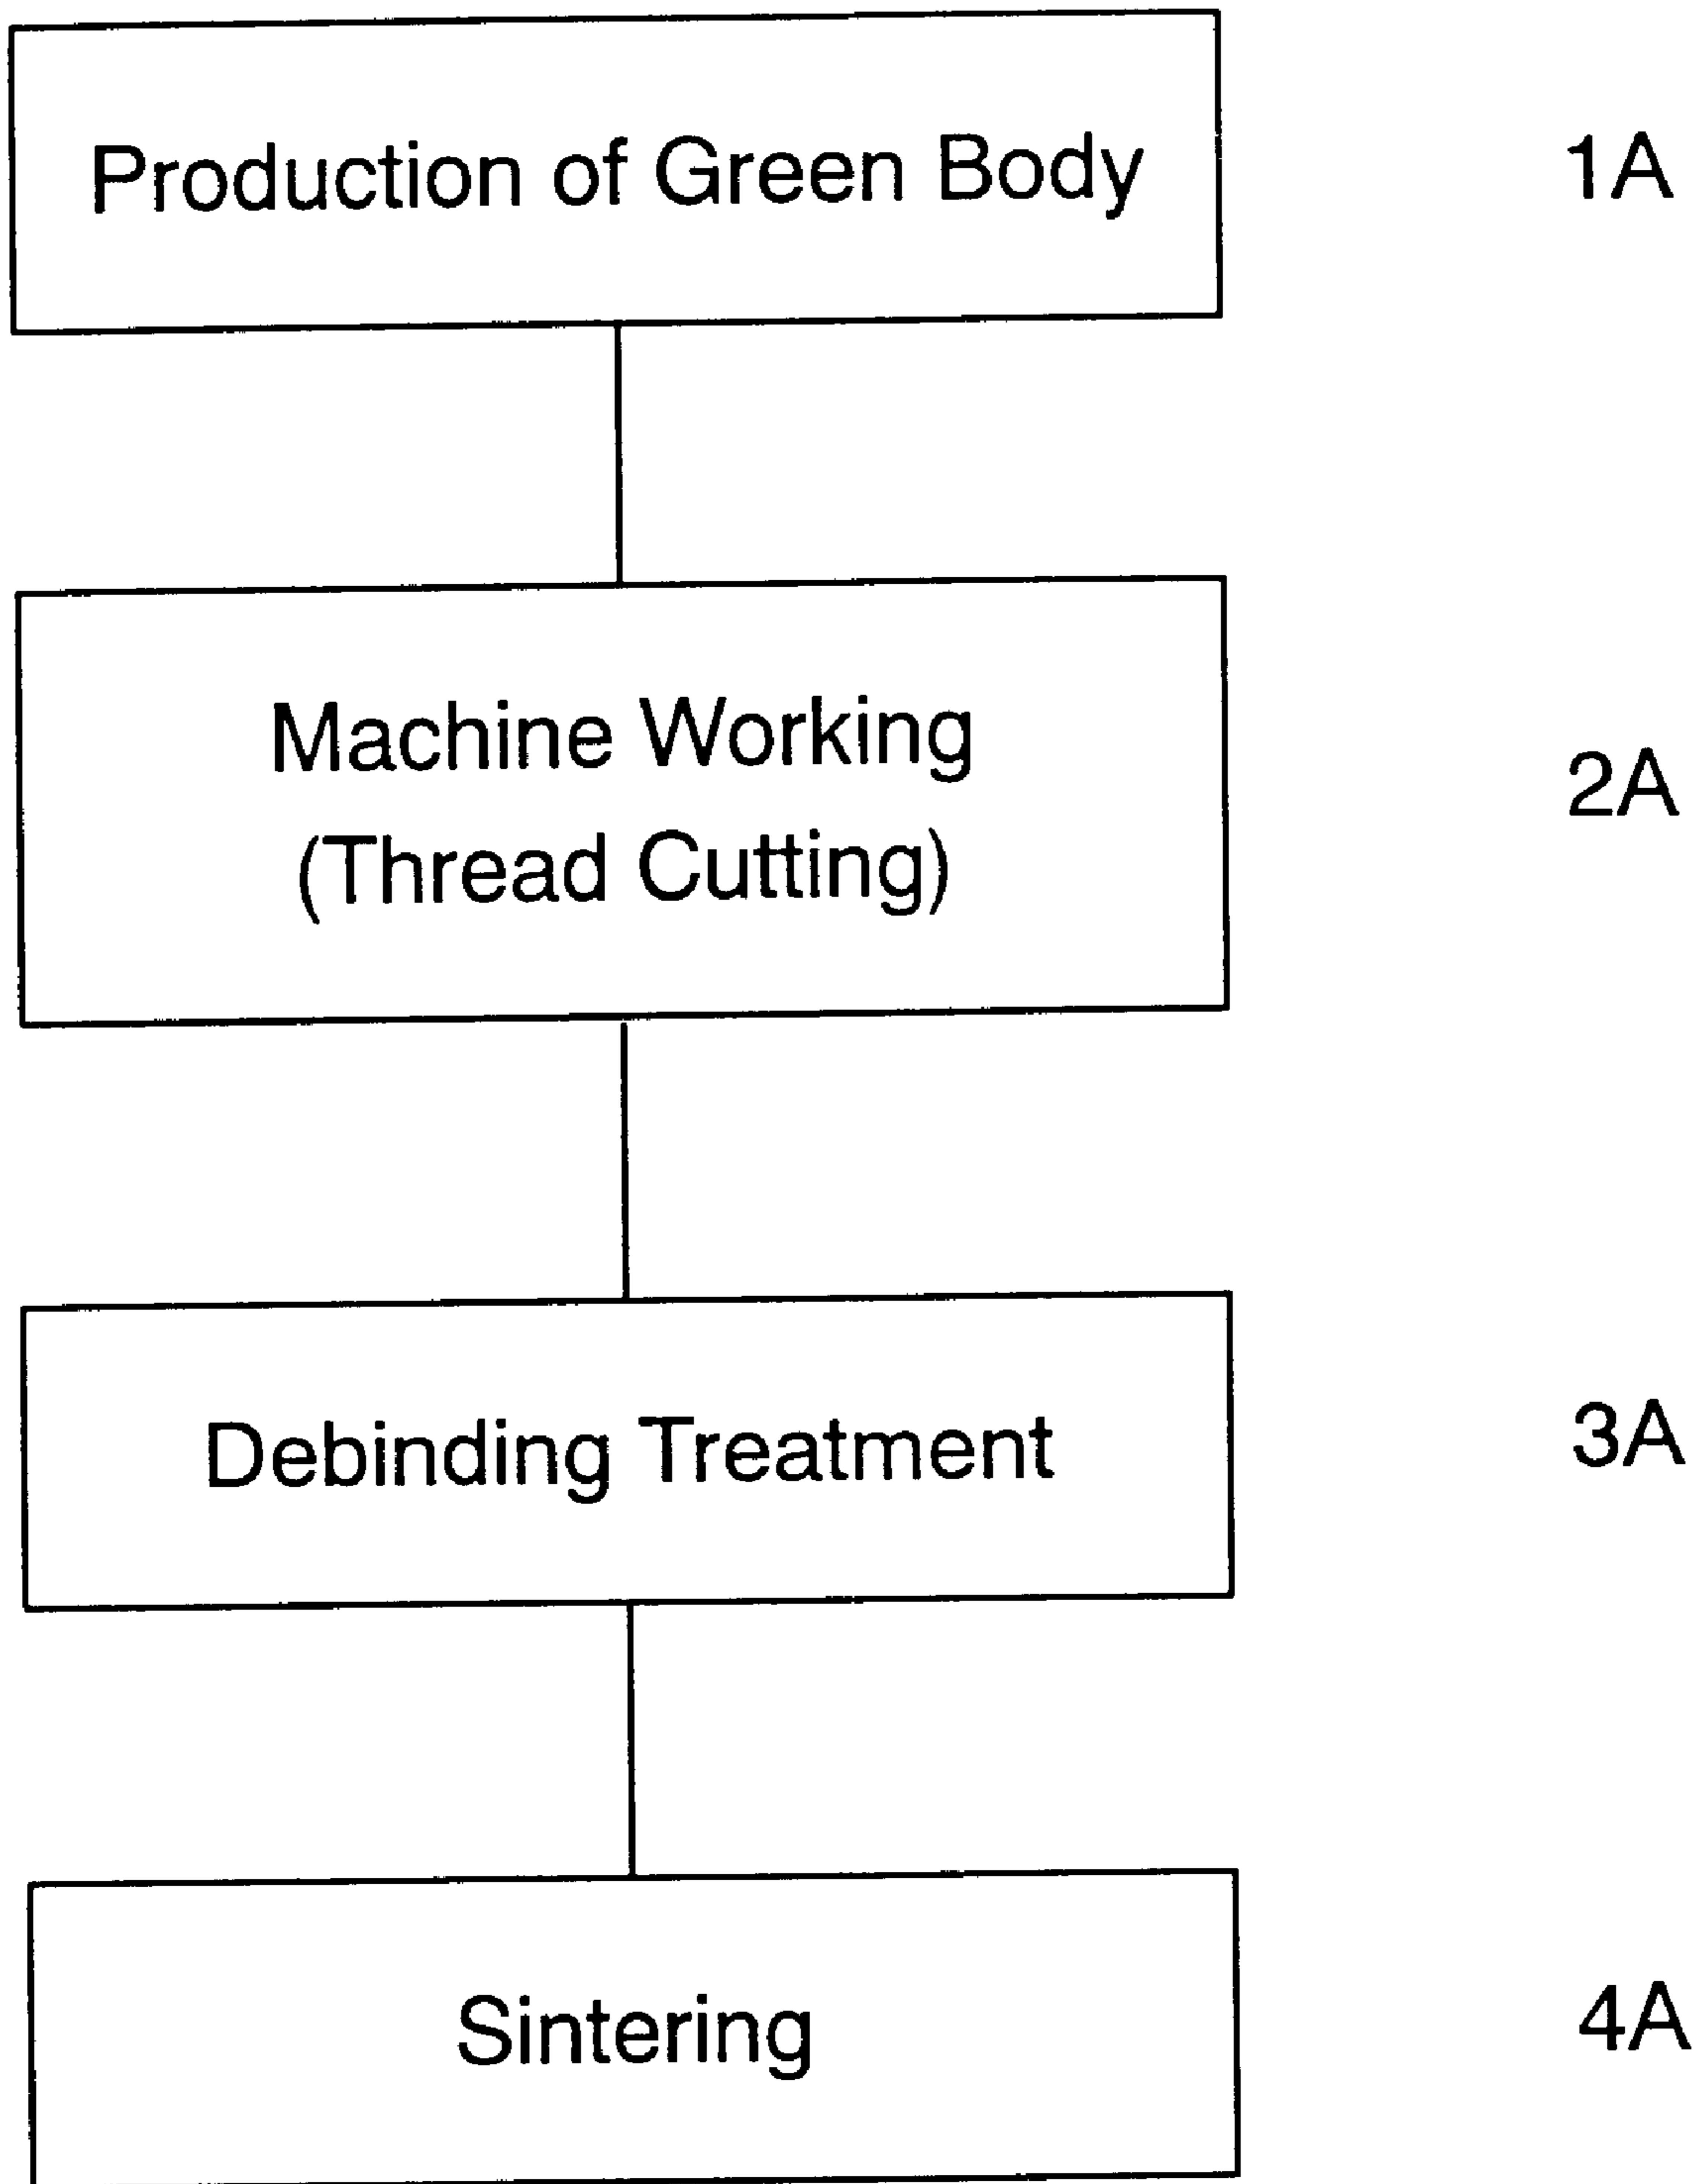 Production of Green Body 1A
Machine Working
(Thread Cutting)
2A
Debinding Treatment 3A
Sintering 4A